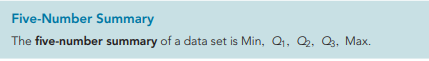 Five-Number Summary
The five-number summary of a data set is Min, Q₁, Q₂, Q₃, Max.